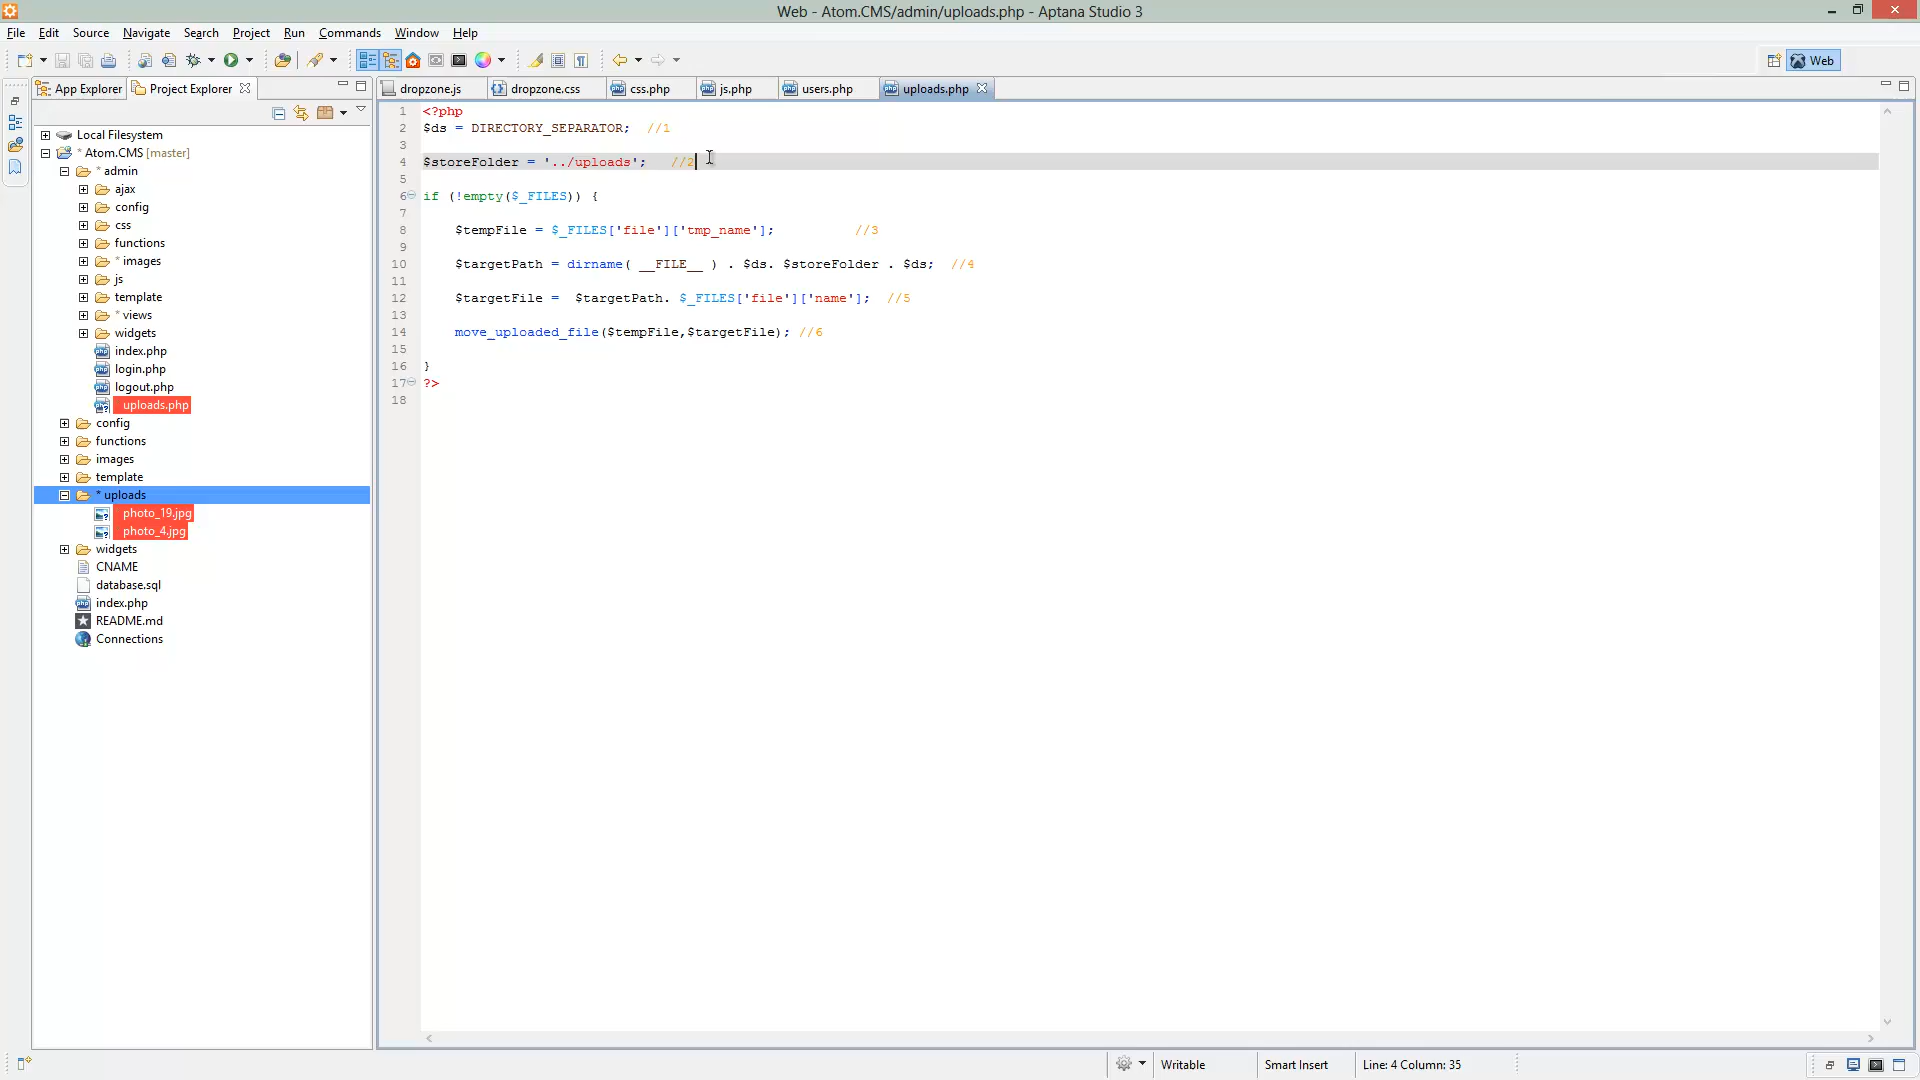 Web - Atom.CMS/admin/uploads.php - Aptana Studio 3
File Edit Source Navigate Search Project Run Commands Window Help
Web
App Explorer Project Explorer
dropzone.js dropzone.css css.php js.php users.php uploads.php
Local Filesystem
* Atom.CMS [master]
* admin
ajax
config
css
functions
* images
js
template
* views
widgets
index.php
login.php
logout.php
uploads.php
config
functions
images
template
* uploads
photo_19.jpg
photo_4.jpg
widgets
CNAME
database.sql
index.php
README.md
Connections
1 <?php
2 $ds = DIRECTORY_SEPARATOR;  //1
3
4 $storeFolder = '../uploads';   //2
5
6 if (!empty($_FILES)) {
7
8     $tempFile = $_FILES['file']['tmp_name'];          //3
9
10     $targetPath = dirname( __FILE__ ) . $ds. $storeFolder . $ds;  //4
11
12     $targetFile =  $targetPath. $_FILES['file']['name'];  //5
13
14     move_uploaded_file($tempFile,$targetFile); //6
15
16 }
17 ?>
18
Writable Smart Insert Line: 4 Column: 35